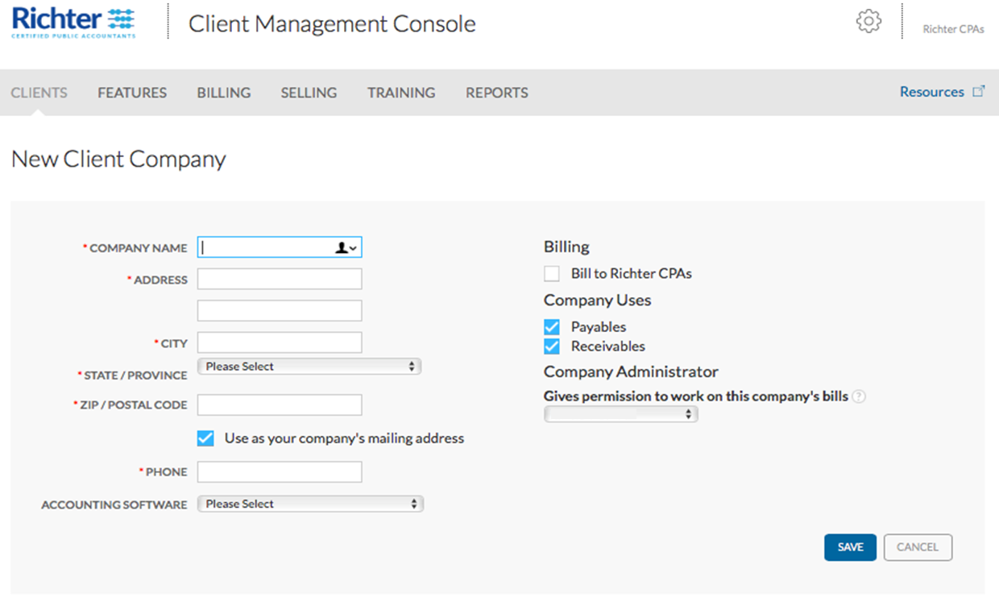 Richter
CERTIFIED PUBLIC ACCOUNTANTS
Client Management Console
Richter CPAs
CLIENTS FEATURES BILLING SELLING TRAINING REPORTS Resources
New Client Company
* COMPANY NAME
* ADDRESS
* CITY
* STATE / PROVINCE Please Select
* ZIP / POSTAL CODE
Use as your company's mailing address
* PHONE
ACCOUNTING SOFTWARE Please Select
Billing
Bill to Richter CPAs
Company Uses
Payables
Receivables
Company Administrator
Gives permission to work on this company's bills ?
SAVE CANCEL